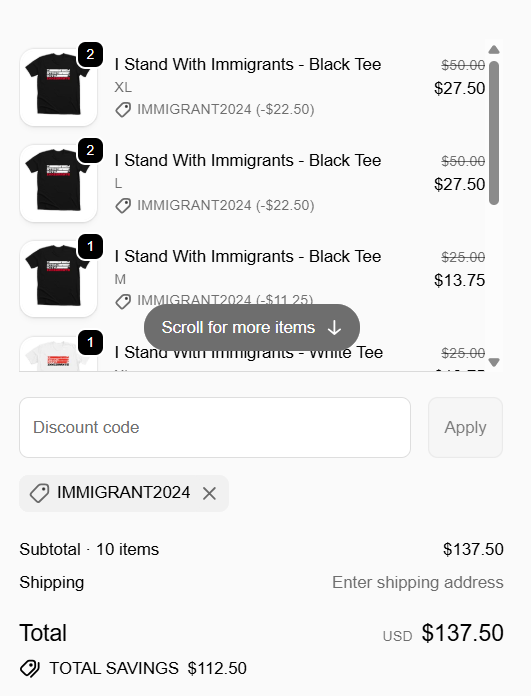 2
I Stand With Immigrants - Black Tee
$50.00
XL
$27.50
IMMIGRANT2024 (-$22.50)
2
I Stand With Immigrants - Black Tee
$50.00
L
$27.50
IMMIGRANT2024 (-$22.50)
1
I Stand With Immigrants - Black Tee
$25.00
M
$13.75
IMMIGRANT2024 (-$11.25)
Scroll for more items
1
I Stand With Immigrants - White Tee
$25.00
Discount code
Apply
IMMIGRANT2024
Subtotal · 10 items
$137.50
Shipping
Enter shipping address
Total
USD $137.50
TOTAL SAVINGS $112.50